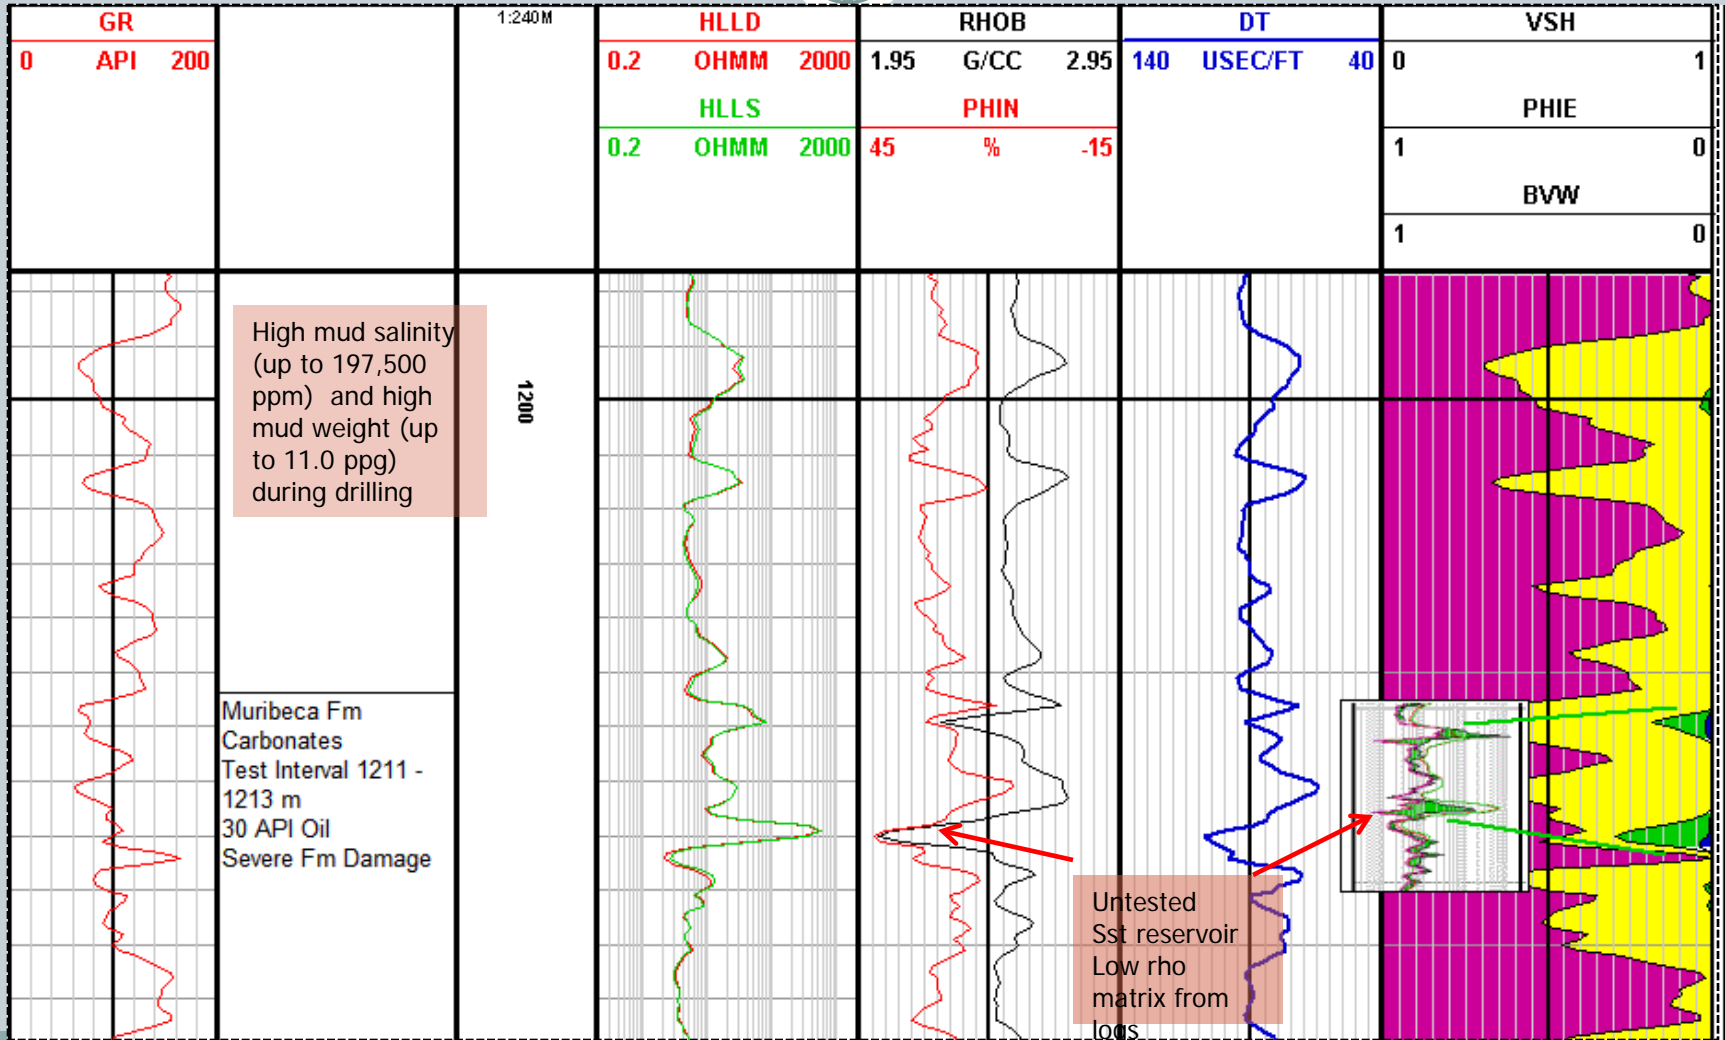 GR
0 API 200
1:240M
HLLD
0.2 OHMM 2000
HLLS
0.2 OHMM 2000
RHOB
1.95 G/CC 2.95
PHIN
45 % -15
DT
140 USEC/FT 40
VSH
0 1
PHIE
1 0
BVW
1 0
High mud salinity
(up to 197,500
ppm) and high
mud weight (up
to 11.0 ppg)
during drilling
1200
Muribeca Fm
Carbonates
Test Interval 1211 -
1213 m
30 API Oil
Severe Fm Damage
Untested
Sst reservoir
Low rho
matrix from
logs